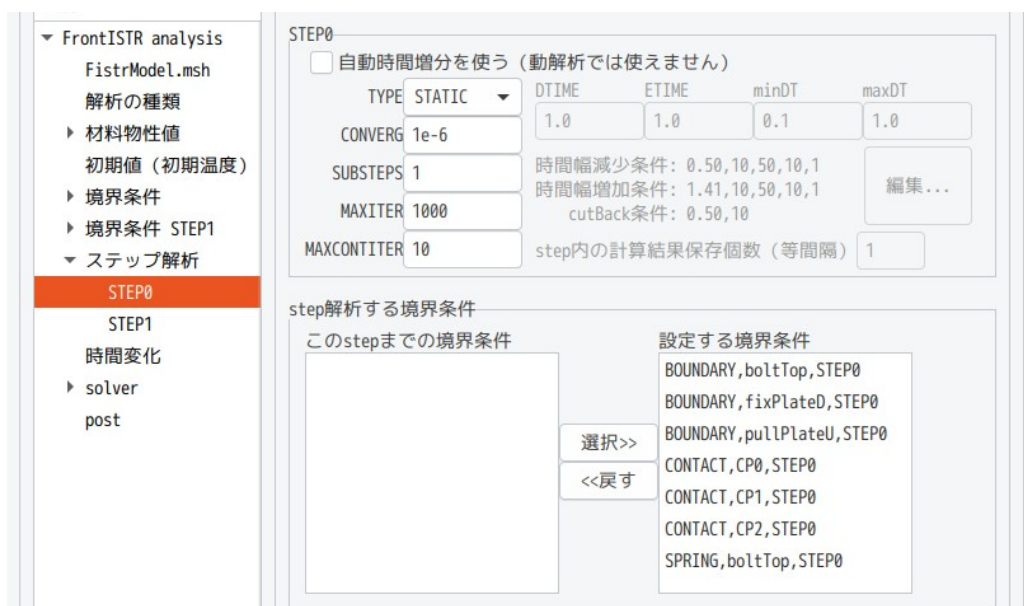 FrontISTR analysis
FistrModel.msh
解析の種類
材料物性値
初期値（初期温度）
境界条件
境界条件 STEP1
ステップ解析
STEP0
STEP1
時間変化
solver
post
STEP0
自動時間増分を使う（動解析では使えません）
TYPE STATIC
CONVERG 1e-6
SUBSTEPS 1
MAXITER 1000
MAXCONTITER 10
DTIME ETIME minDT maxDT
1.0 1.0 0.1 1.0
時間幅減少条件: 0.50,10,50,10,1
時間幅増加条件: 1.41,10,50,10,1
cutBack条件: 0.50,10
編集...
step内の計算結果保存個数（等間隔） 1
step解析する境界条件
このstepまでの境界条件
選択>>
<<戻す
設定する境界条件
BOUNDARY,boltTop,STEP0
BOUNDARY,fixPlateD,STEP0
BOUNDARY,pullPlateU,STEP0
CONTACT,CP0,STEP0
CONTACT,CP1,STEP0
CONTACT,CP2,STEP0
SPRING,boltTop,STEP0